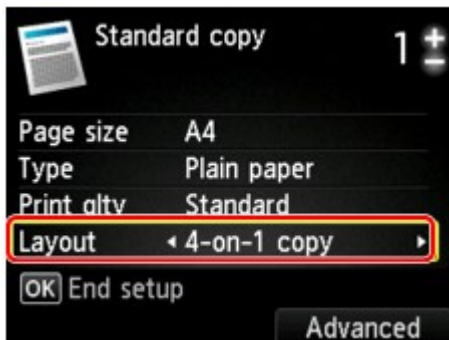 Standard copy 1
Page size A4
Type Plain paper
Print qlty Standard
Layout 4-on-1 copy
OK End setup
Advanced